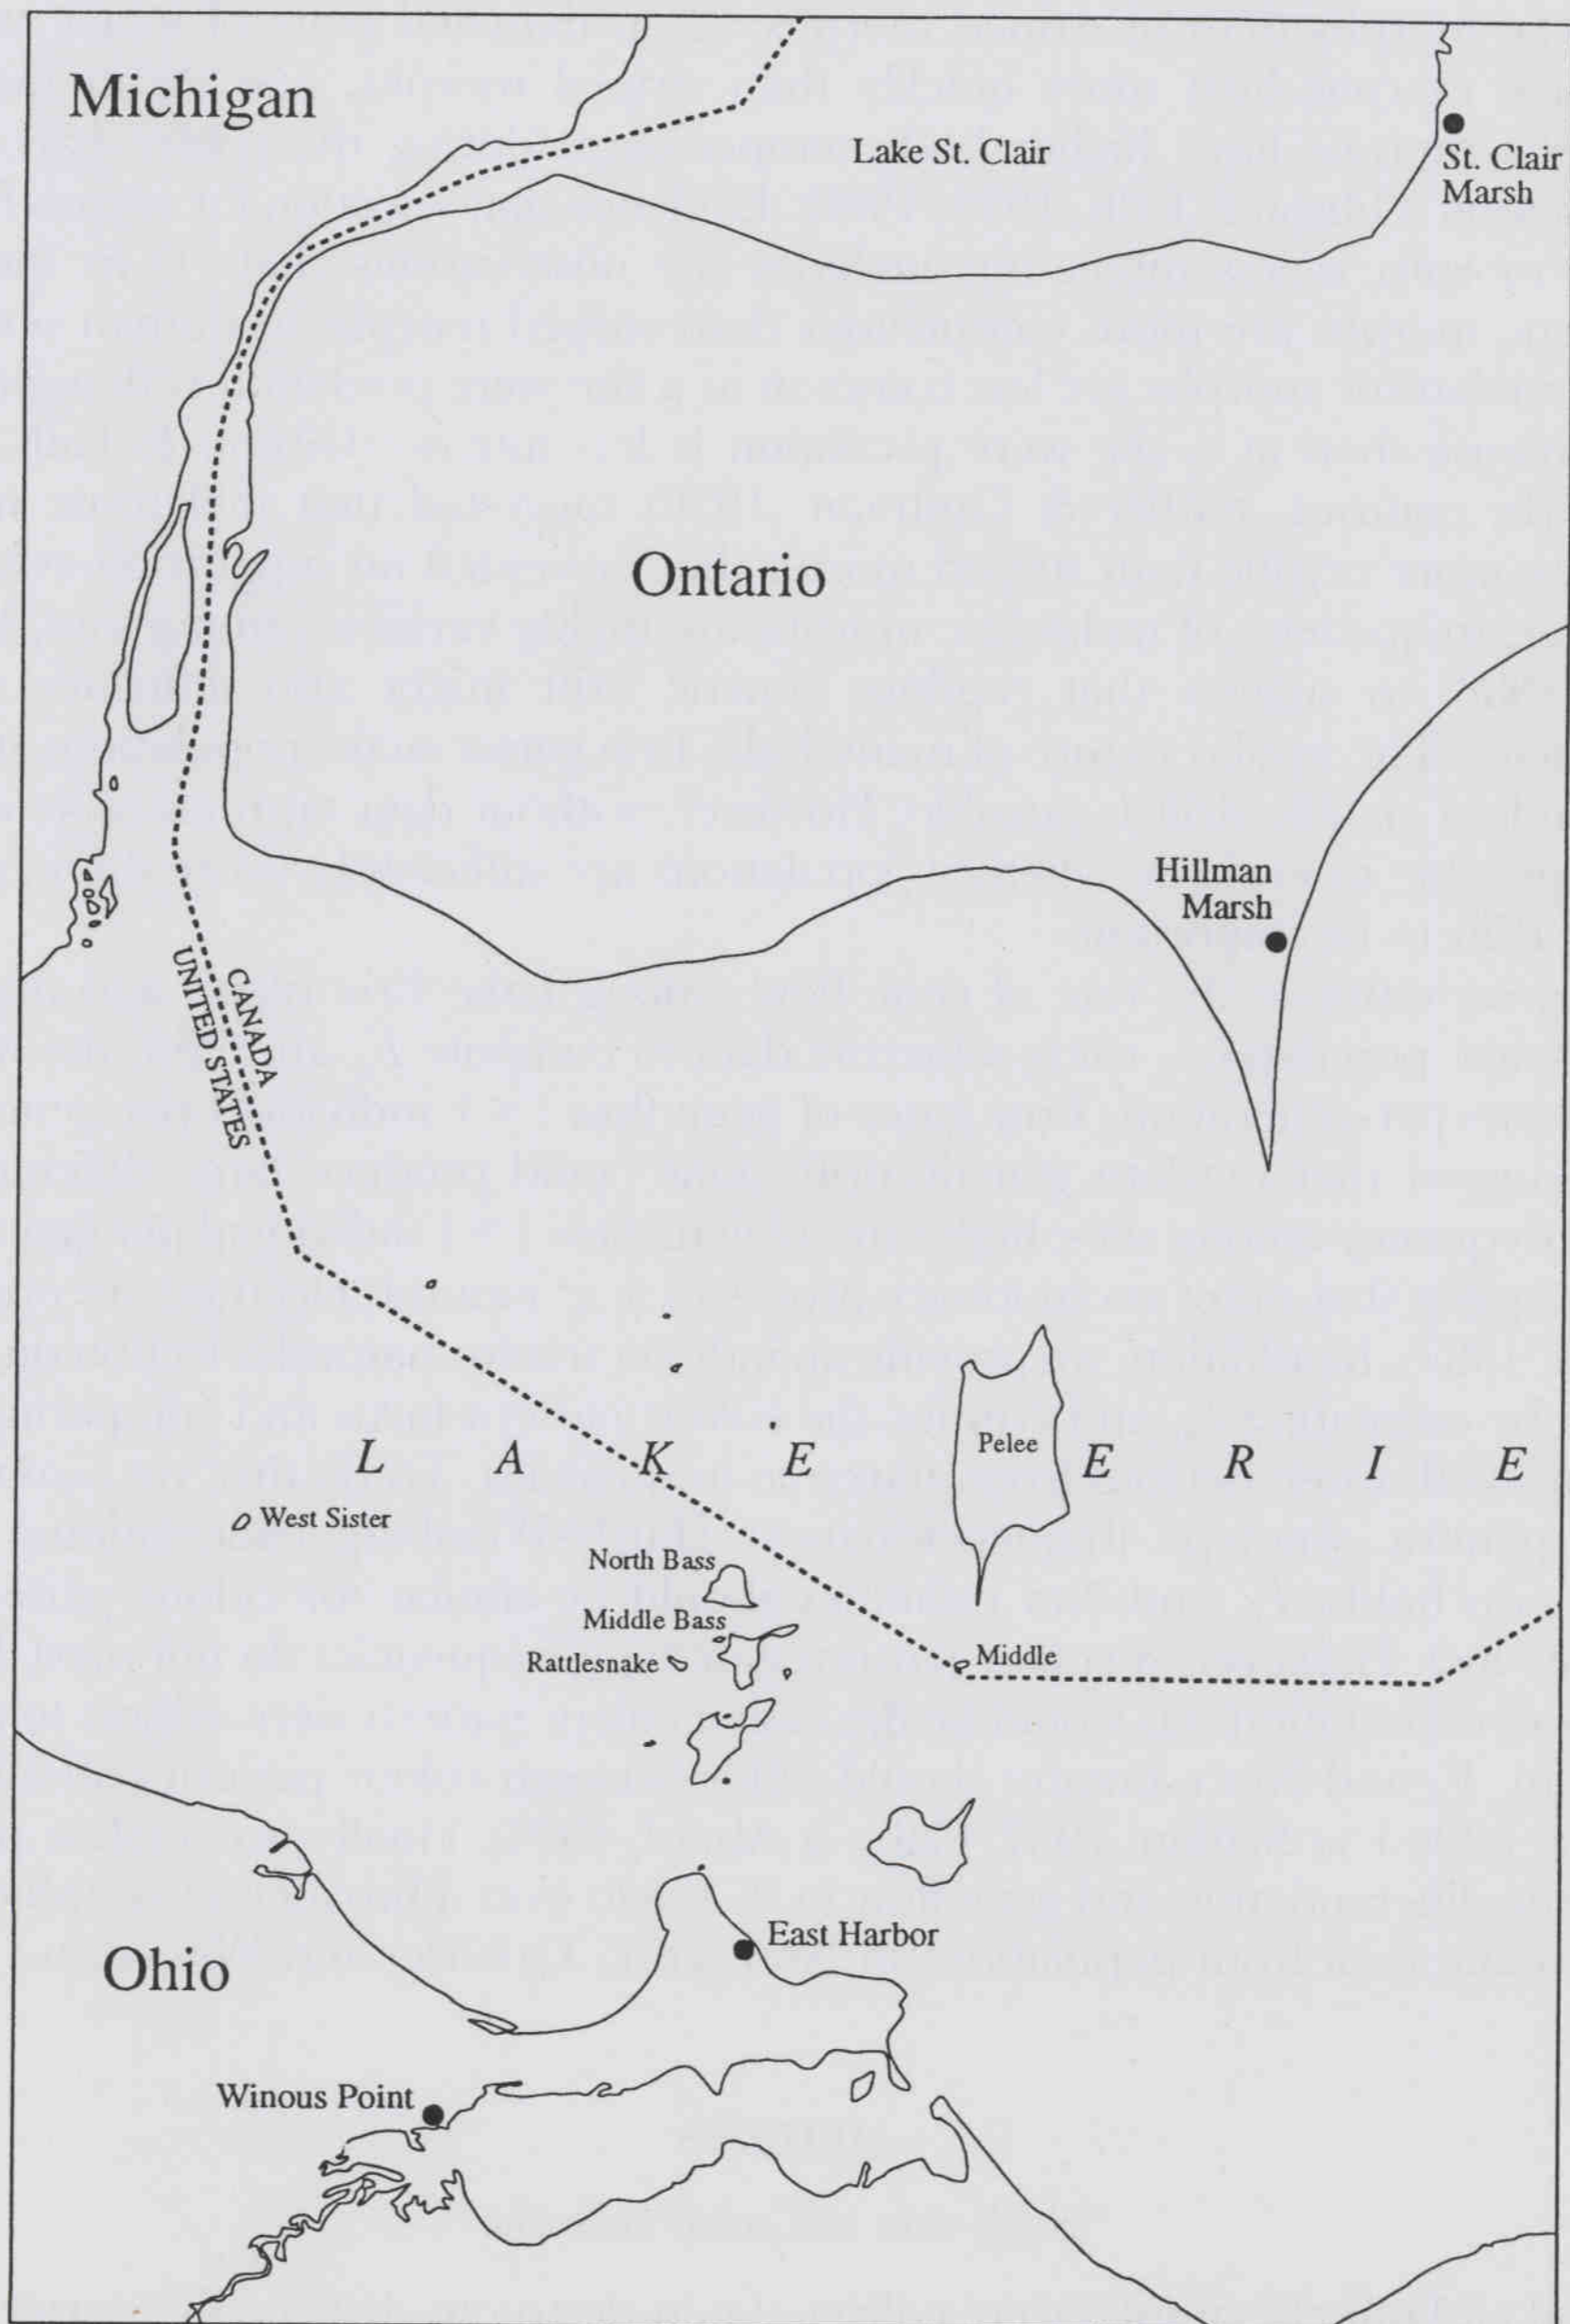 Michigan
Lake St. Clair
St. Clair
Marsh
Ontario
Hillman
Marsh
CANADA
UNITED STATES
Pelee
L A K E E R I E
West Sister
North Bass
Middle Bass
Rattlesnake
Middle
East Harbor
Ohio
Winous Point